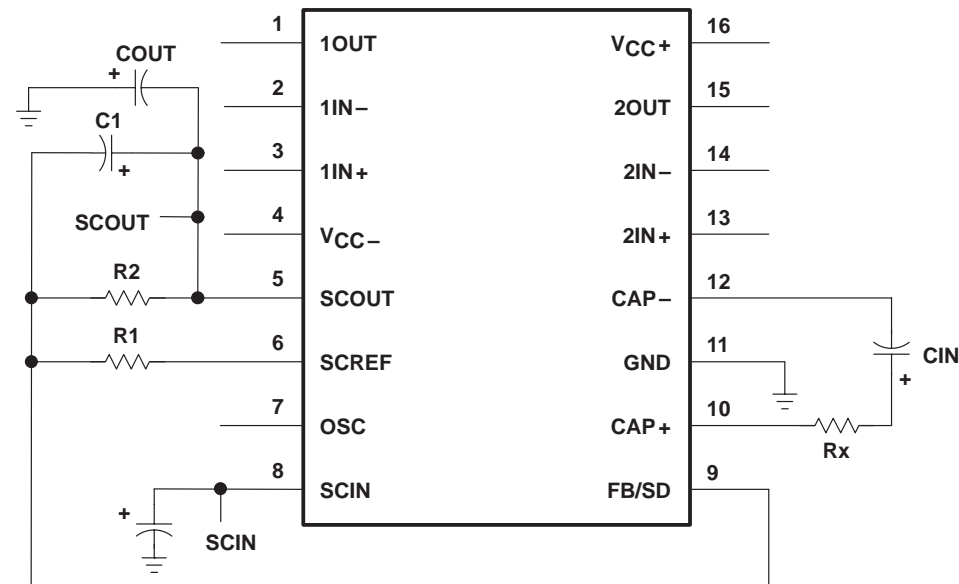 1
1OUT
VCC+
16
COUT
+
2
1IN−
2OUT
15
C1
+
3
1IN+
2IN−
14
SCOUT
4
VCC−
2IN+
13
R2
5
SCOUT
CAP−
12
R1
6
SCREF
GND
11
CIN
+
7
OSC
CAP+
10
Rx
8
SCIN
FB/SD
9
+
SCIN